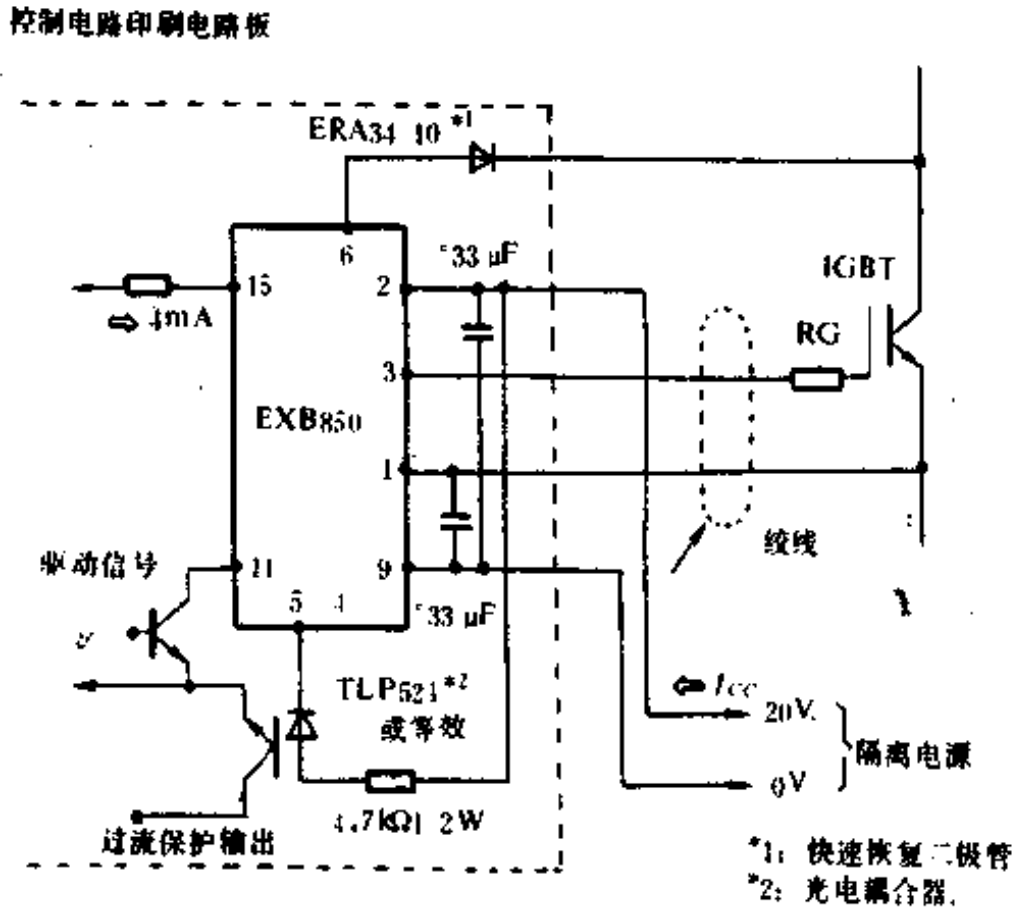 控制电路印刷电路板
ERA34 10 *1
6
*33 μF
IGBT
15
2
4mA
RG
3
EXB850
1
绞线
驱动信号
11
9
5 4
*33 μF
TLP521*2
Icc
20V
或等效
隔离电源
0V
4.7kΩ1 2W
过流保护输出
*1: 快速恢复二极管
*2: 光电耦合器.